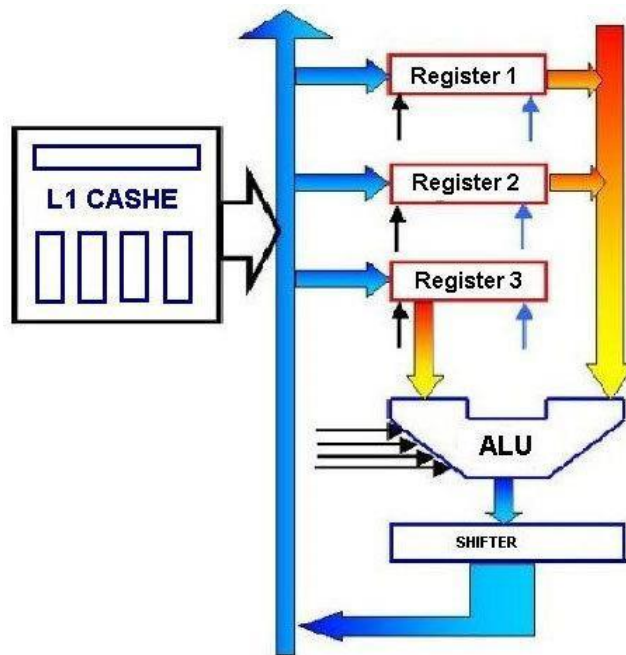 Register 1
L1 CASHE
Register 2
Register 3
ALU
SHIFTER